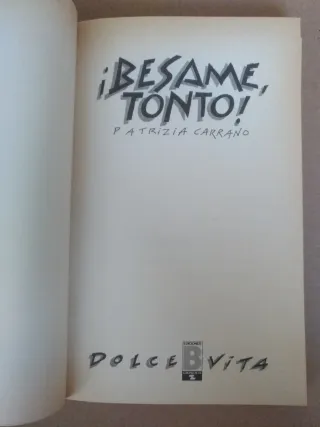 ¡BESAME,
TONTO!
PATRIZIA CARRANO
DOLCE B VITA